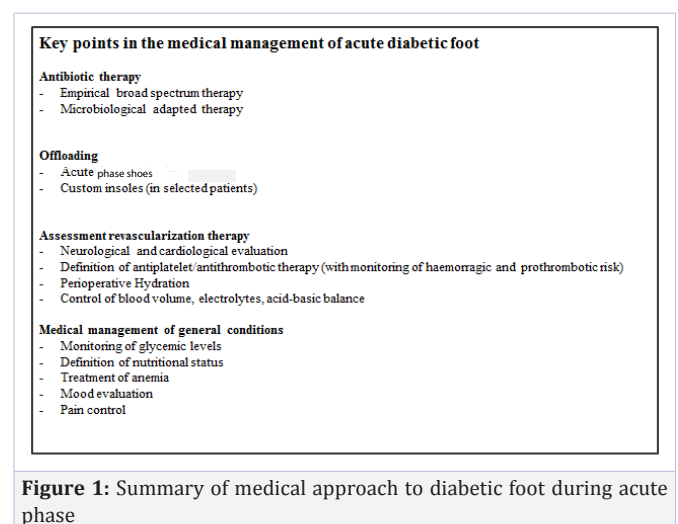 Key points in the medical management of acute diabetic foot
Antibiotic therapy
- Empirical broad spectrum therapy
- Microbiological adapted therapy
Offloading
- Acute phase shoes
- Custom insoles (in selected patients)
Assessment revascularization therapy
- Neurological and cardiological evaluation
- Definition of antiplatelet/antithrombotic therapy (with monitoring of haemorragic and prothrombotic risk)
- Perioperative Hydration
- Control of blood volume, electrolytes, acid-basic balance
Medical management of general conditions
- Monitoring of glycemic levels
- Definition of nutritional status
- Treatment of anemia
- Mood evaluation
- Pain control
Figure 1: Summary of medical approach to diabetic foot during acute
phase